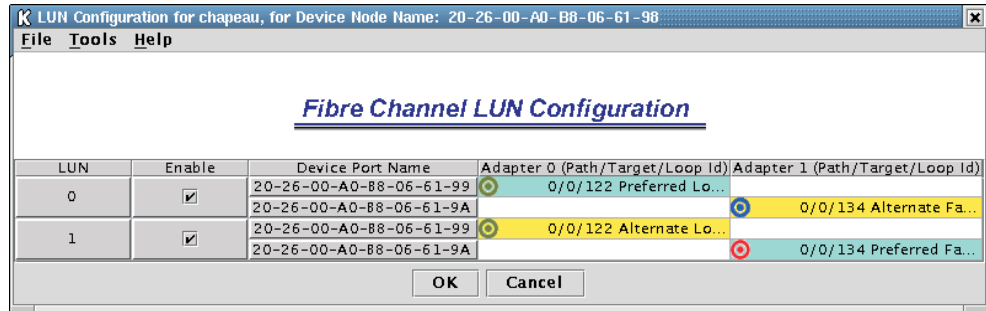 LUN Configuration for chapeau, for Device Node Name: 20-26-00-A0-B8-06-61-98
File Tools Help
Fibre Channel LUN Configuration
LUN Enable Device Port Name Adapter 0 (Path/Target/Loop Id) Adapter 1 (Path/Target/Loop Id)
0 20-26-00-A0-B8-06-61-99 0/0/122 Preferred Lo...
20-26-00-A0-B8-06-61-9A 0/0/134 Alternate Fa...
1 20-26-00-A0-B8-06-61-99 0/0/122 Alternate Lo...
20-26-00-A0-B8-06-61-9A 0/0/134 Preferred Fa...
OK Cancel